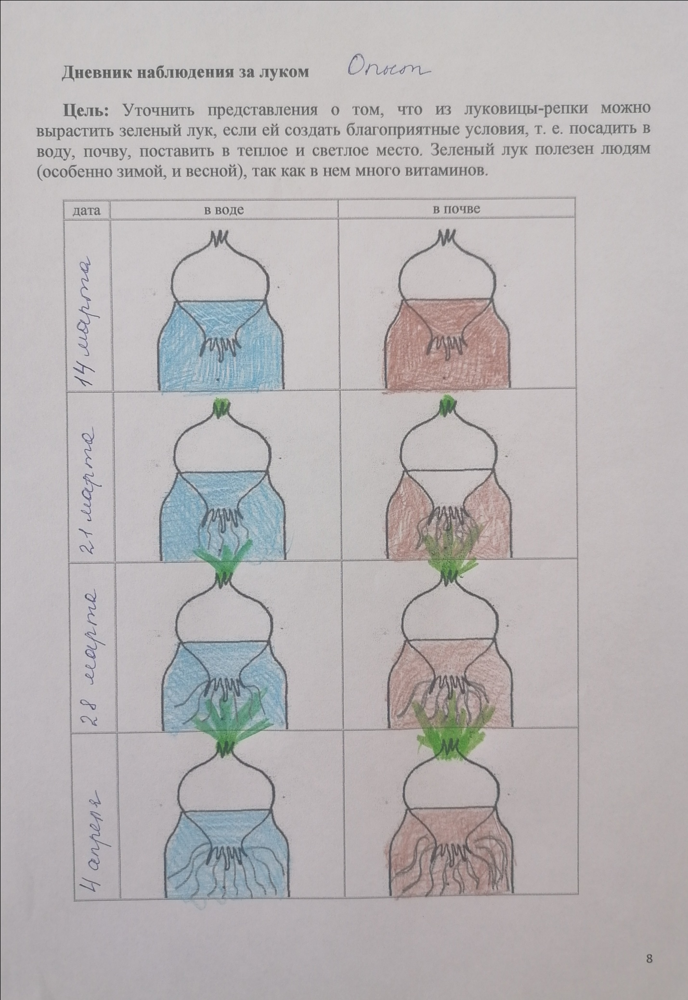 Дневник наблюдения за луком Опыт
Цель: Уточнить представления о том, что из луковицы-репки можно
вырастить зеленый лук, если ей создать благоприятные условия, т. е. посадить в
воду, почву, поставить в теплое и светлое место. Зеленый лук полезен людям
(особенно зимой, и весной), так как в нем много витаминов.
дата в воде в почве
14 марта
21 марта
28 марта
4 апреля
8